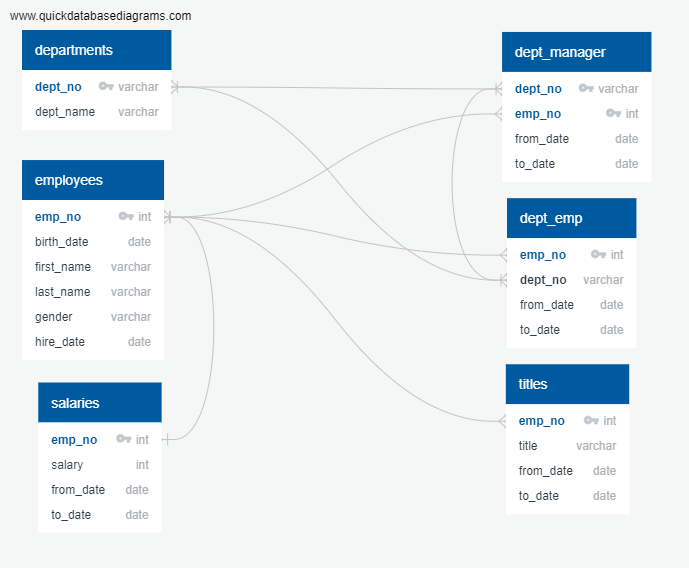 www.quickdatabasediagrams.com
departments
dept_no varchar
dept_name varchar
employees
emp_no int
birth_date date
first_name varchar
last_name varchar
gender varchar
hire_date date
salaries
emp_no int
salary int
from_date date
to_date date
dept_manager
dept_no varchar
emp_no int
from_date date
to_date date
dept_emp
emp_no int
dept_no varchar
from_date date
to_date date
titles
emp_no int
title varchar
from_date date
to_date date